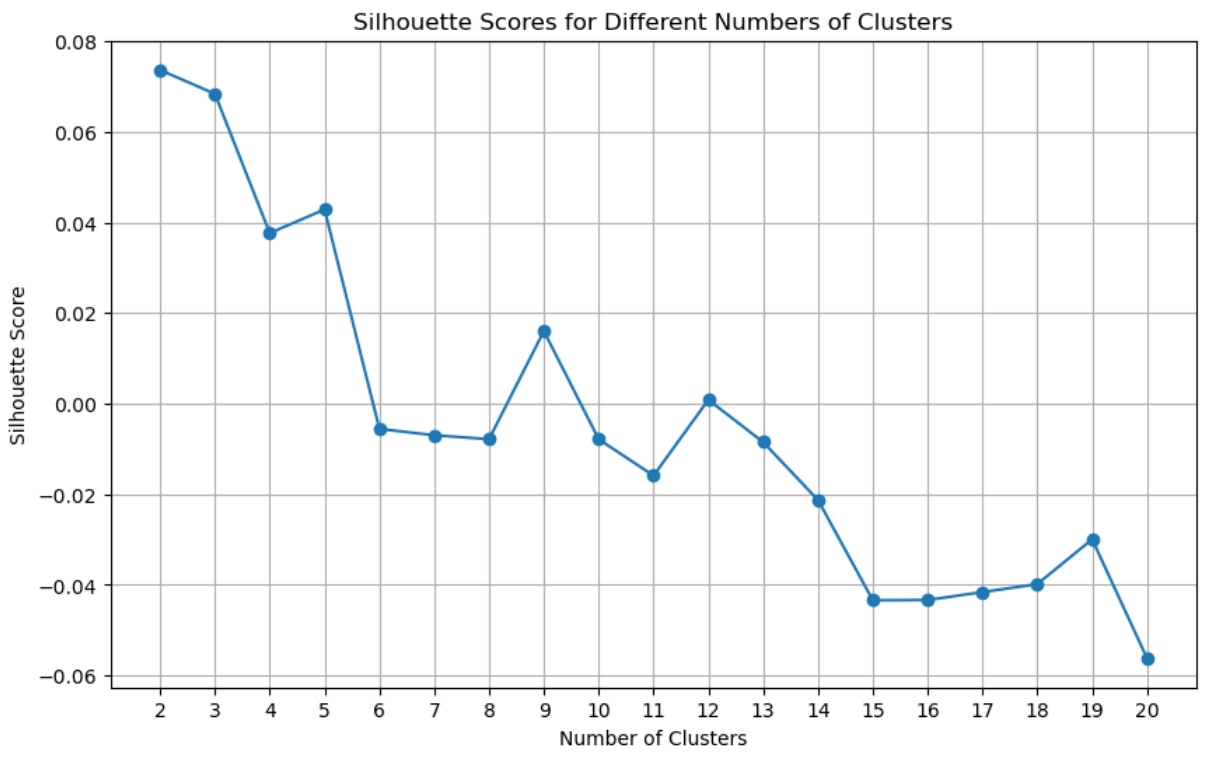 Silhouette Scores for Different Numbers of Clusters
0.08
0.06
0.04
0.02
0.00
−0.02
−0.04
−0.06
Silhouette Score
2 3 4 5 6 7 8 9 10 11 12 13 14 15 16 17 18 19 20
Number of Clusters